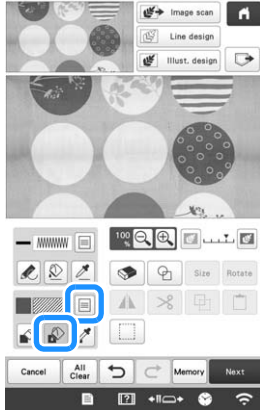 Image scan
Line design
Illust. design
100 %
Size
Rotate
Cancel
All Clear
Memory
Next